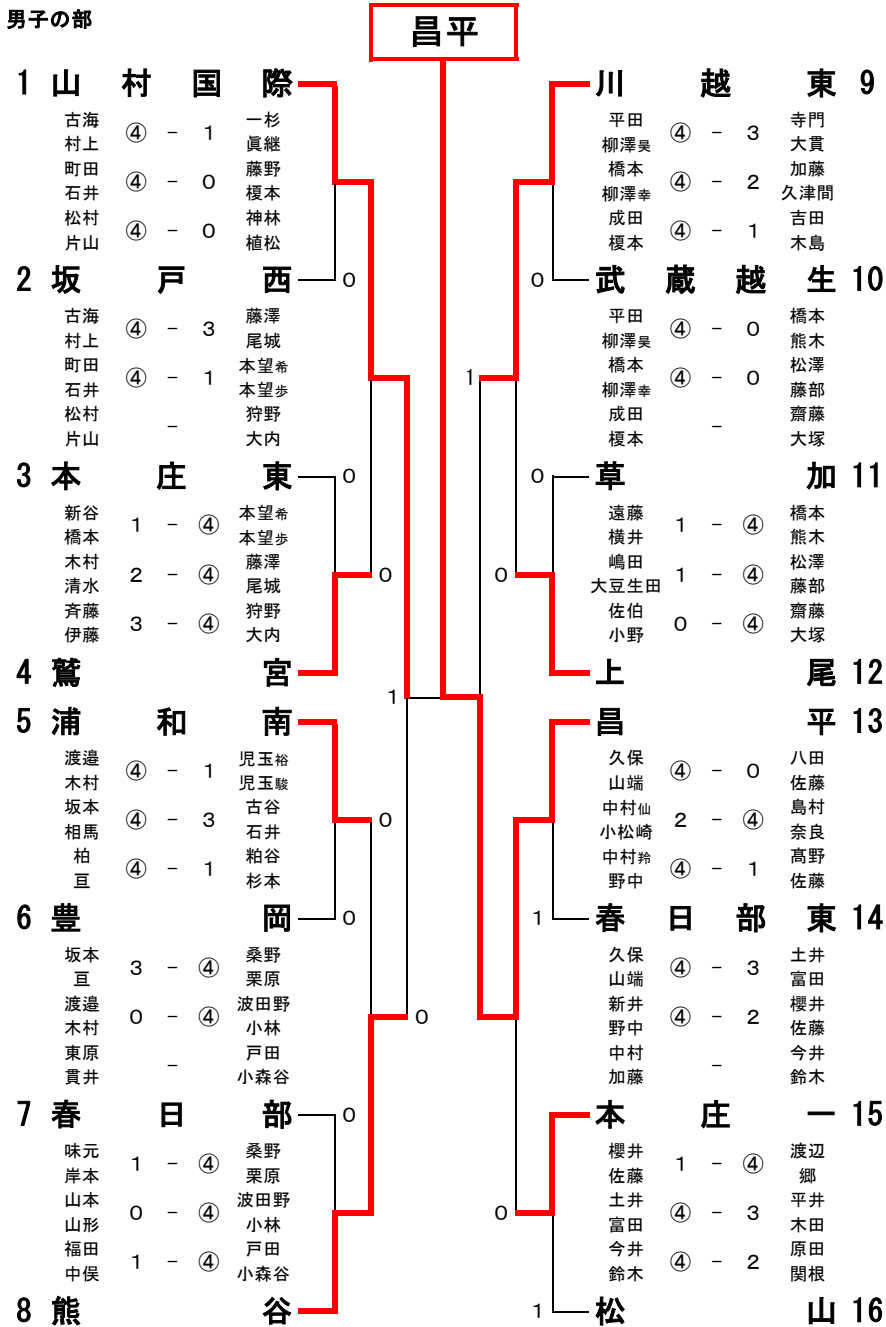 男子の部
昌平
1 山村国際
古海 ④ - 1 一杉
村上 眞継
町田 ④ - 0 藤野
石井 榎本
松村 ④ - 0 神林
片山 植松
2 坂戸西 0
古海 ④ - 3 藤澤
村上 尾城
町田 ④ - 1 本望希
石井 本望歩
松村 - 狩野
片山 大内
3 本庄東 0
新谷 1 - ④ 本望希
橋本 本望歩
木村 2 - ④ 藤澤
清水 尾城
斉藤 3 - ④ 狩野
伊藤 大内
0
4 鷲宮
1
5 浦和南
渡邉 ④ - 1 児玉裕
木村 児玉駿
坂本 ④ - 3 古谷
相馬 石井
柏 ④ - 1 粕谷
亘 杉本
0
6 豊岡 0
坂本 3 - ④ 桑野
亘 栗原
渡邉 0 - ④ 波田野
木村 小林
東原 - 戸田
貫井 小森谷
0
7 春日部 0
味元 1 - ④ 桑野
岸本 栗原
山本 0 - ④ 波田野
山形 小林
福田 1 - ④ 戸田
中俣 小森谷
8 熊谷
川越東 9
平田 ④ - 3 寺門
柳澤昊 大貫
橋本 ④ - 2 加藤
柳澤幸 久津間
成田 ④ - 1 吉田
榎本 木島
0 武蔵越生 10
平田 ④ - 0 橋本
柳澤昊 熊木
橋本 ④ - 0 松澤
柳澤幸 藤部
成田 - 齋藤
榎本 大塚
1
0 草加 11
遠藤 1 - ④ 橋本
横井 熊木
嶋田 1 - ④ 松澤
大豆生田 藤部
佐伯 0 - ④ 齋藤
小野 大塚
0
上尾 12
昌平 13
久保 ④ - 0 八田
山端 佐藤
中村仙 2 - ④ 島村
小松崎 奈良
中村羚 ④ - 1 髙野
野中 佐藤
1 春日部東 14
久保 ④ - 3 土井
山端 富田
新井 ④ - 2 櫻井
野中 佐藤
中村 - 今井
加藤 鈴木
本庄一 15
櫻井 1 - ④ 渡辺
佐藤 郷
土井 ④ - 3 平井
富田 木田
今井 ④ - 2 原田
鈴木 関根
0
1 松山 16